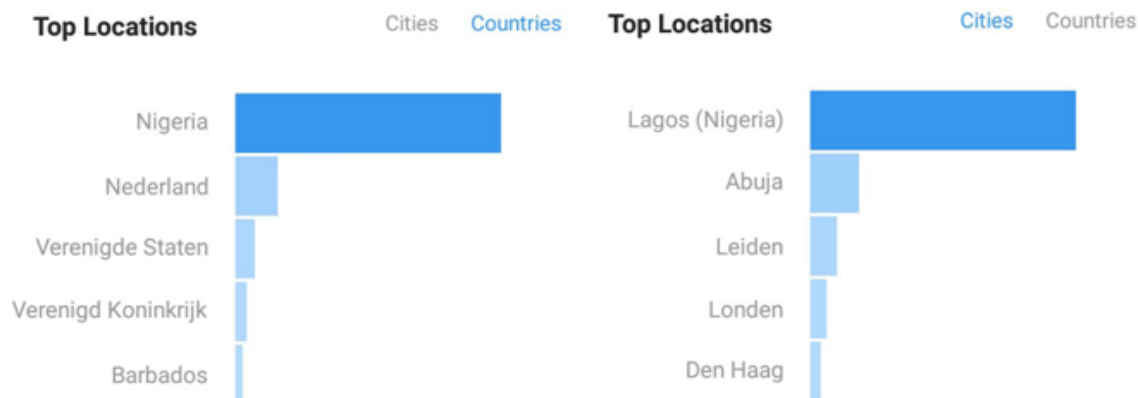 Top Locations Cities Countries
Nigeria
Nederland
Verenigde Staten
Verenigd Koninkrijk
Barbados
Top Locations Cities Countries
Lagos (Nigeria)
Abuja
Leiden
Londen
Den Haag